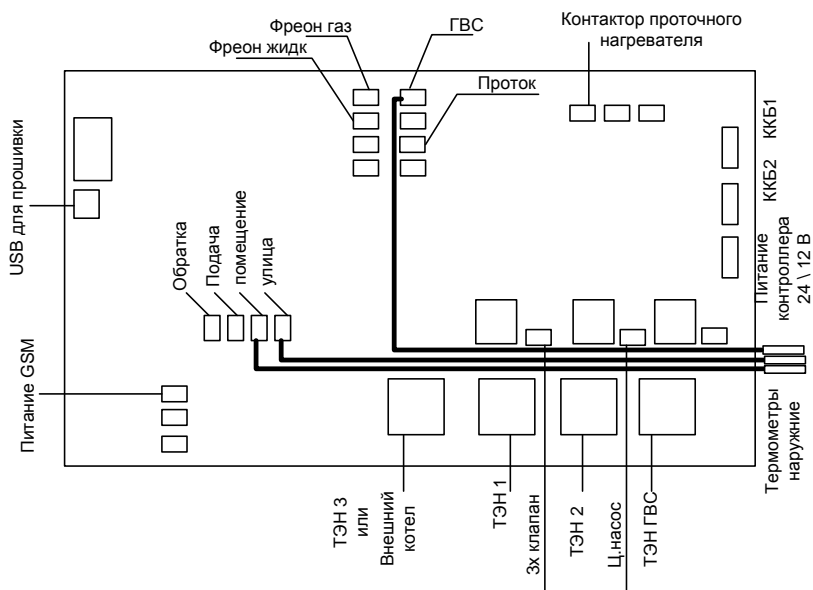 Фреон газ
Фреон жидк
ГВС
Проток
Контактор проточного
нагревателя
ККБ1
ККБ2
Питание
контроллера
24 \ 12 В
USB для прошивки
Обратка
Подача
помещение
улица
Питание GSM
Термометры
наружние
ТЭН 3
или
Внешний
котел
ТЭН 1
3х клапан
ТЭН 2
Ц.насос
ТЭН ГВС